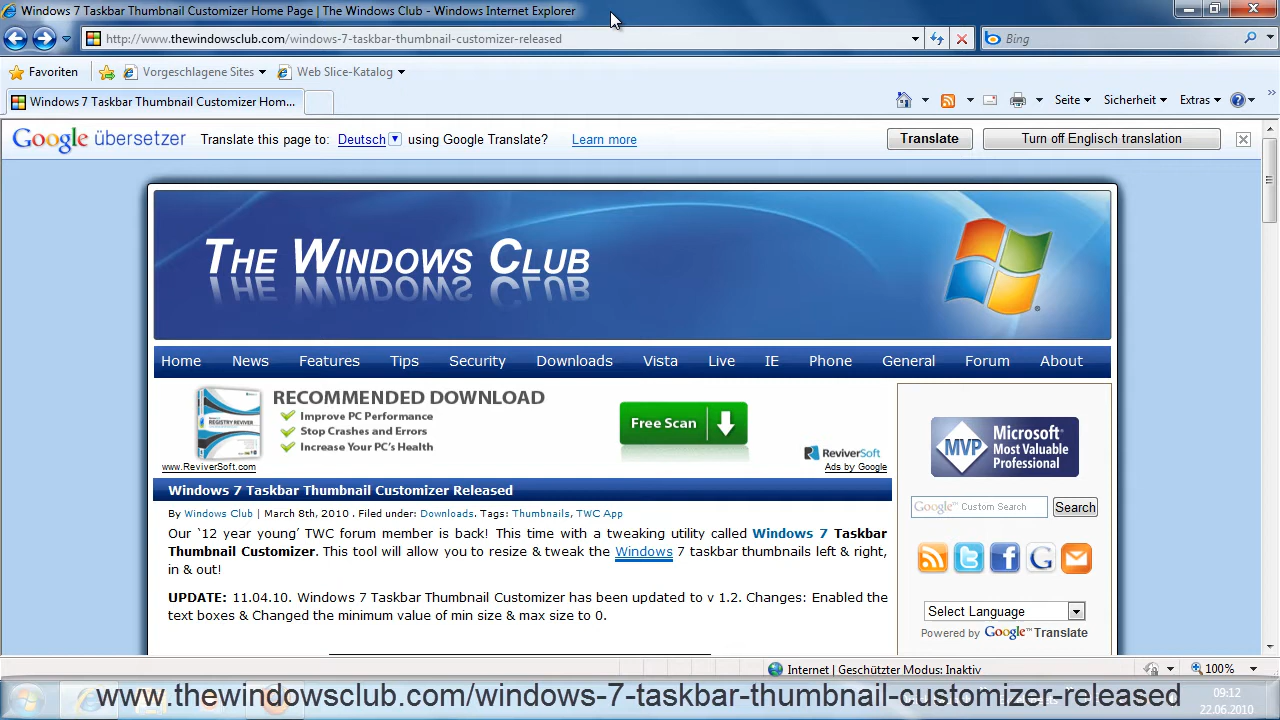 Windows 7 Taskbar Thumbnail Customizer Home Page | The Windows Club - Windows Internet Explorer
http://www.thewindowsclub.com/windows-7-taskbar-thumbnail-customizer-released
Bing
Favoriten
Vorgeschlagene Sites
Web Slice-Katalog
Windows 7 Taskbar Thumbnail Customizer Hom...
Seite
Sicherheit
Extras
Google übersetzer
Translate this page to: Deutsch using Google Translate? Learn more
Translate
Turn off Englisch translation
THE WINDOWS CLUB
Home News Features Tips Security Downloads Vista Live IE Phone General Forum About
RECOMMENDED DOWNLOAD
Improve PC Performance
Stop Crashes and Errors
Increase Your PC's Health
www.ReviverSoft.com
Free Scan
ReviverSoft
Ads by Google
MVP
Microsoft®
Most Valuable
Professional
Windows 7 Taskbar Thumbnail Customizer Released
By Windows Club | March 8th, 2010 . Filed under: Downloads. Tags: Thumbnails, TWC App
Our `12 year young' TWC forum member is back! This time with a tweaking utility called Windows 7 Taskbar
Thumbnail Customizer. This tool will allow you to resize & tweak the Windows 7 taskbar thumbnails left & right,
in & out!
UPDATE: 11.04.10. Windows 7 Taskbar Thumbnail Customizer has been updated to v 1.2. Changes: Enabled the
text boxes & Changed the minimum value of min size & max size to 0.
Google™ Custom Search
Search
Select Language
Powered by Google™ Translate
Internet | Geschützter Modus: Inaktiv
100%
www.thewindowsclub.com/windows-7-taskbar-thumbnail-customizer-released
09:12
22.06.2010